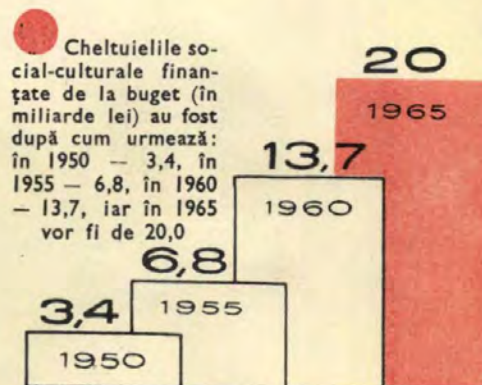 Cheltuielile so-
cial-culturale finan-
țate de la buget (în
miliarde lei) au fost
după cum urmează:
în 1950 — 3,4, în
1955 — 6,8, în 1960
— 13,7, iar în 1965
vor fi de 20,0
3,4
1950
6,8
1955
13,7
1960
20
1965